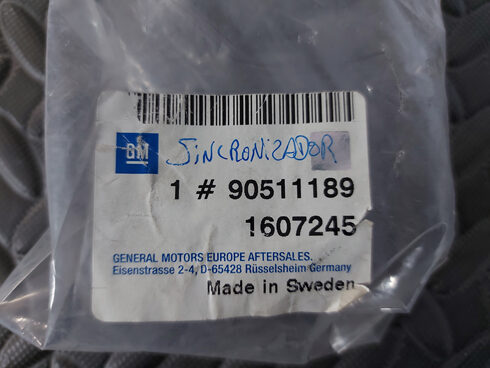 GM
SINCRONIZADOR
1 # 90511189
1607245
GENERAL MOTORS EUROPE AFTERSALES.
Eisenstrasse 2-4, D-65428 Rüsselsheim Germany
Made in Sweden